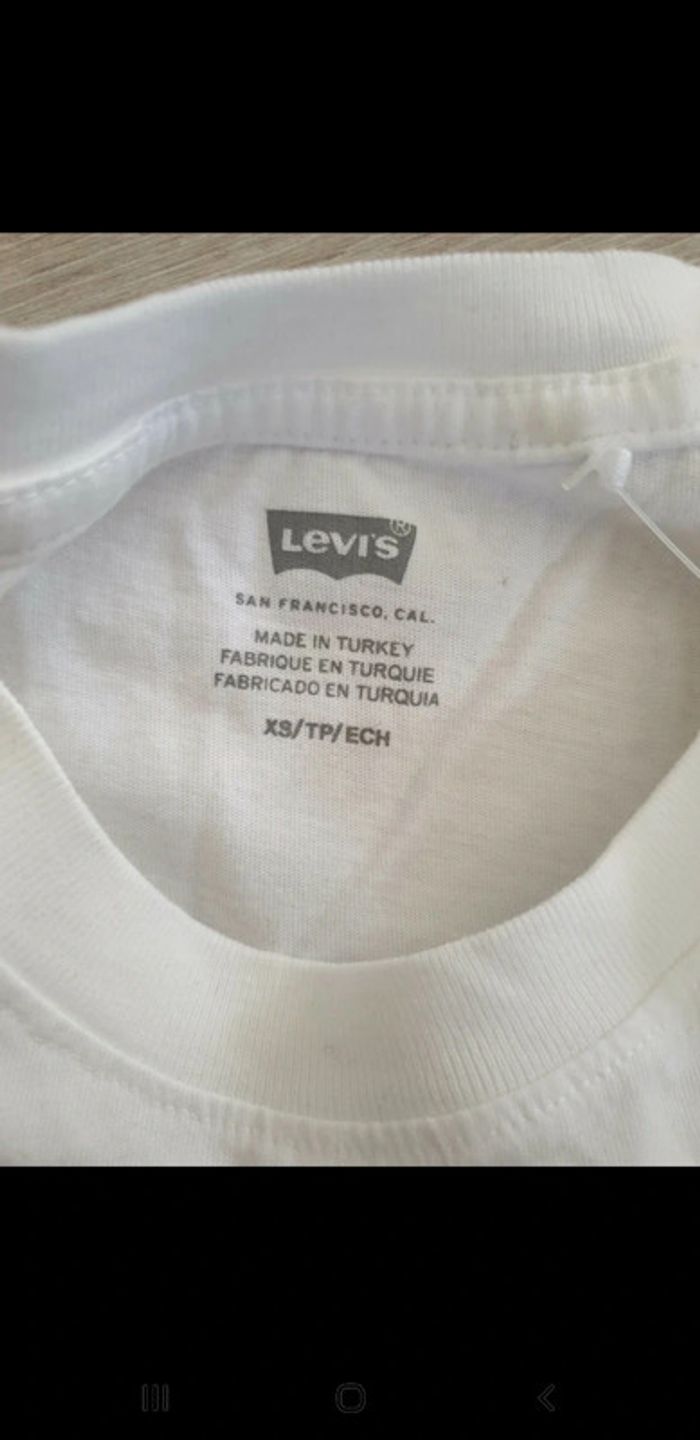 LEVI'S®
SAN FRANCISCO, CAL.
MADE IN TURKEY
FABRIQUE EN TURQUIE
FABRICADO EN TURQUIA
XS/TP/ECH